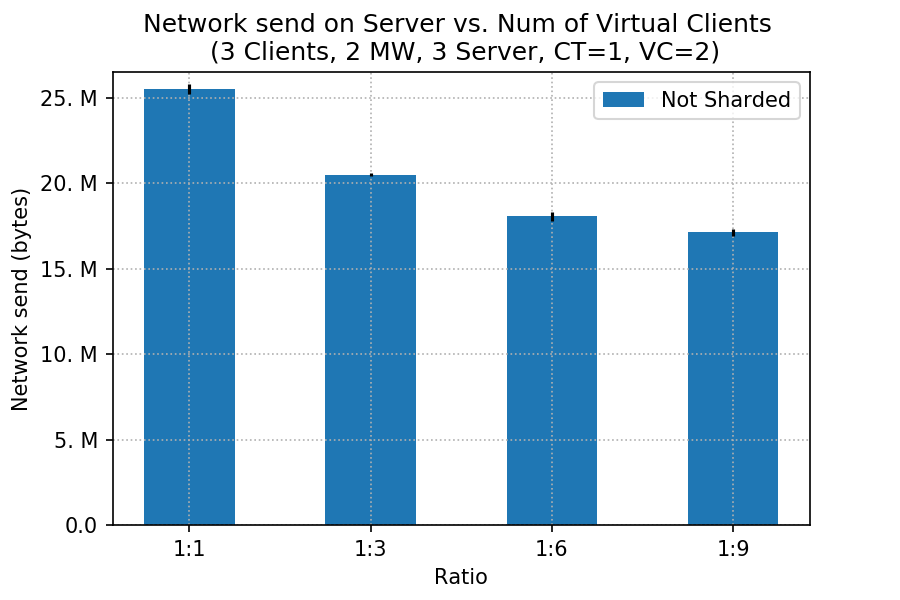 Network send on Server vs. Num of Virtual Clients
(3 Clients, 2 MW, 3 Server, CT=1, VC=2)
Not Sharded
Network send (bytes)
25. M
20. M
15. M
10. M
5. M
0.0
1:1 1:3 1:6 1:9
Ratio